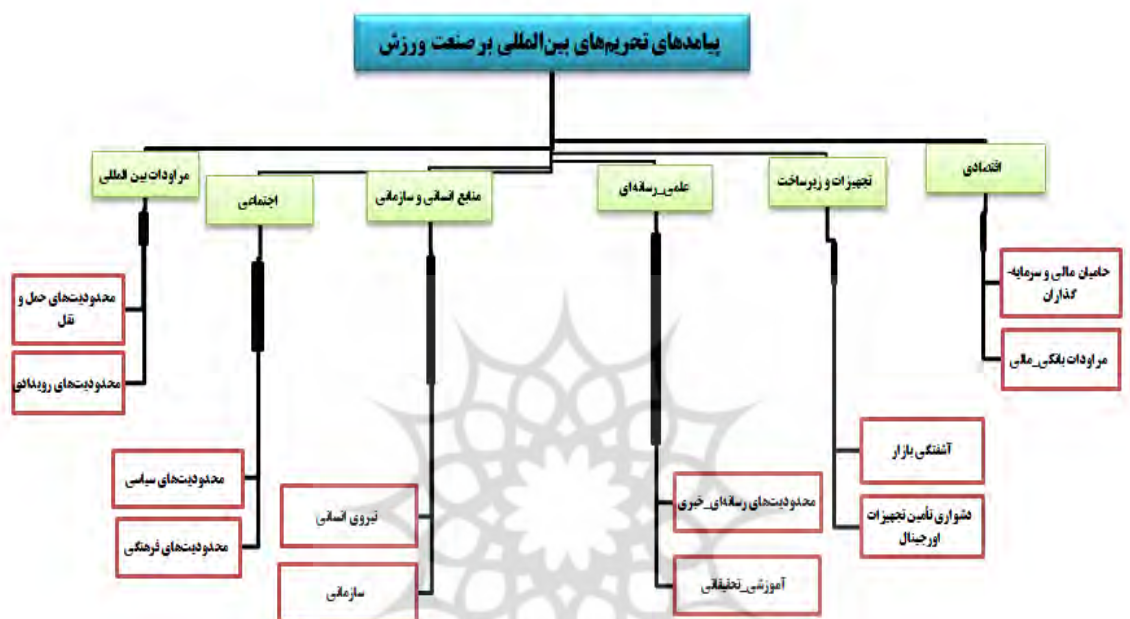 پیامدهای تحریم‌های بین‌المللی بر صنعت ورزش
اقتصادی
حامیان مالی و سرمایه-
گذاران
مراودات بانکی_مالی
تجهیزات و زیرساخت
آشفتگی بازار
دشواری تأمین تجهیزات
اورجینال
علمی_رسانه‌ای
محدودیت‌های رسانه‌ای_خبری
آموزشی_تحقیقاتی
منابع انسانی و سازمانی
نیروی انسانی
سازمانی
اجتماعی
محدودیت‌های سیاسی
محدودیت‌های فرهنگی
مراودات بین المللی
محدودیت‌های حمل و
نقل
محدودیت‌های رویدادی